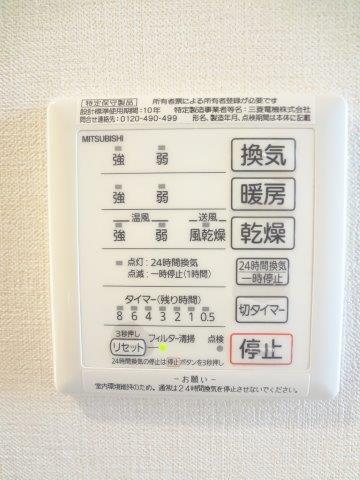 特定保守製品 所有者票による所有者登録が必要です
設計標準使用期間:10年 特定製造事業者等名:三菱電機株式会社
問合せ連絡先:0120-490-499 形名、製造年月、点検期間は本体に記載
MITSUBISHI
強 弱 換気
強 弱 暖房
温風 送風
強 弱 風乾燥 乾燥
点灯:24時間換気
点滅:一時停止(1時間)
24時間換気
一時停止
タイマー(残り時間)
8 6 4 3 2 1 0.5
切タイマー
3秒押し
リセット フィルター清掃 点検
停止
24時間換気の停止は停止ボタンを3秒押し
-お願い-
室内環境維持のため、通常は24時間換気を停止させないでください。